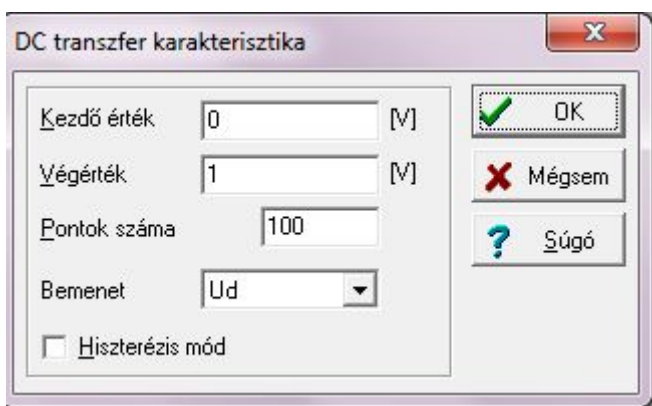 DC transzfer karakterisztika
Kezdő érték 0 [V]
Végérték 1 [V]
Pontok száma 100
Bemenet Ud
Hiszterézis mód
OK
Mégsem
Súgó